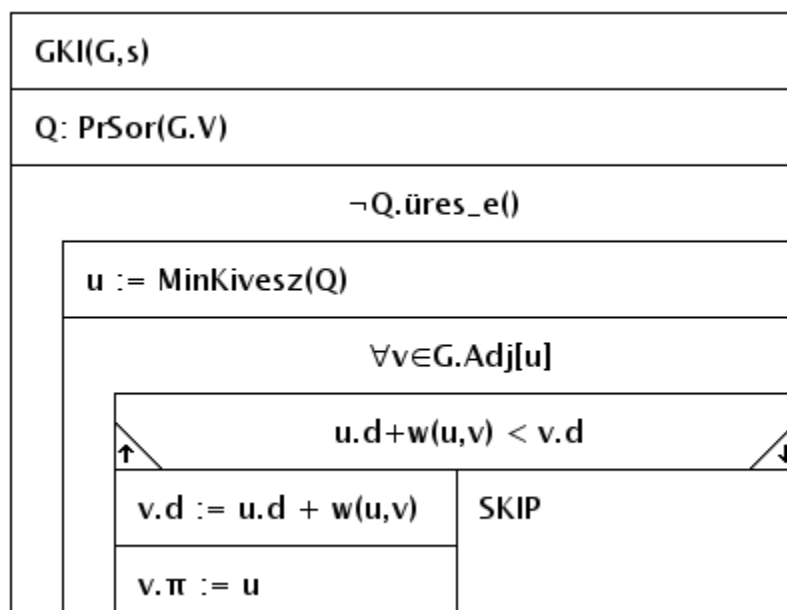 GKI(G,s)
Q: PrSor(G.V)
¬Q.üres_e()
u := MinKivesz(Q)
∀v∈G.Adj[u]
u.d+w(u,v) < v.d
v.d := u.d + w(u,v)
SKIP
v.π := u